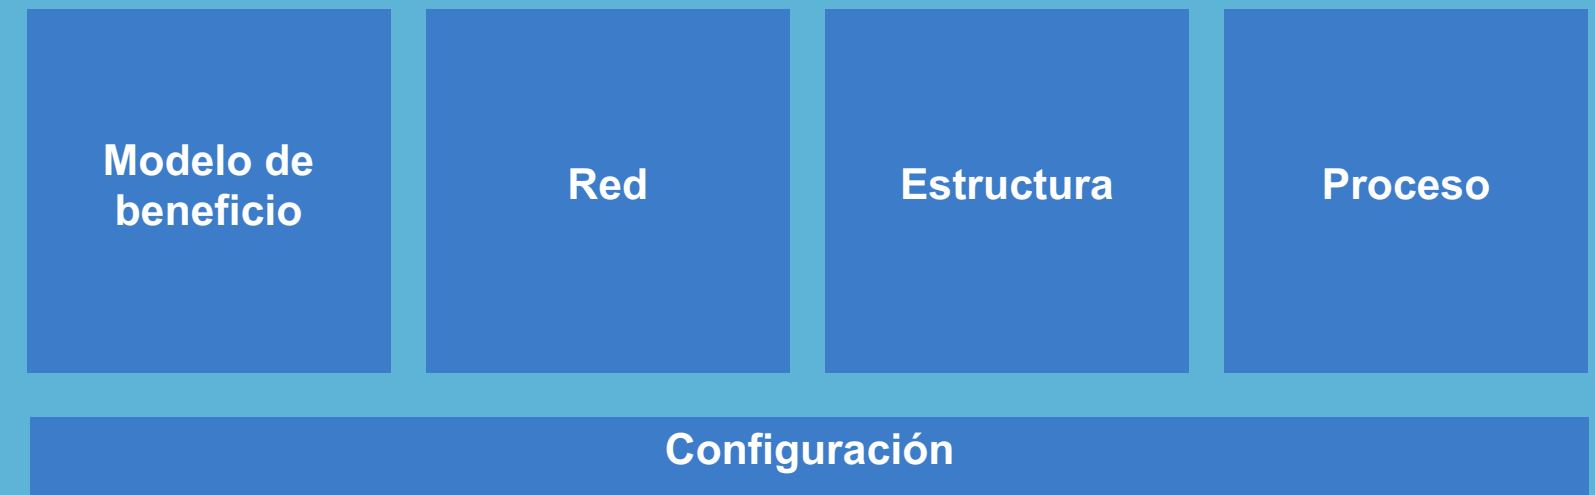 Modelo de
beneficio
Red
Estructura
Proceso
Configuración